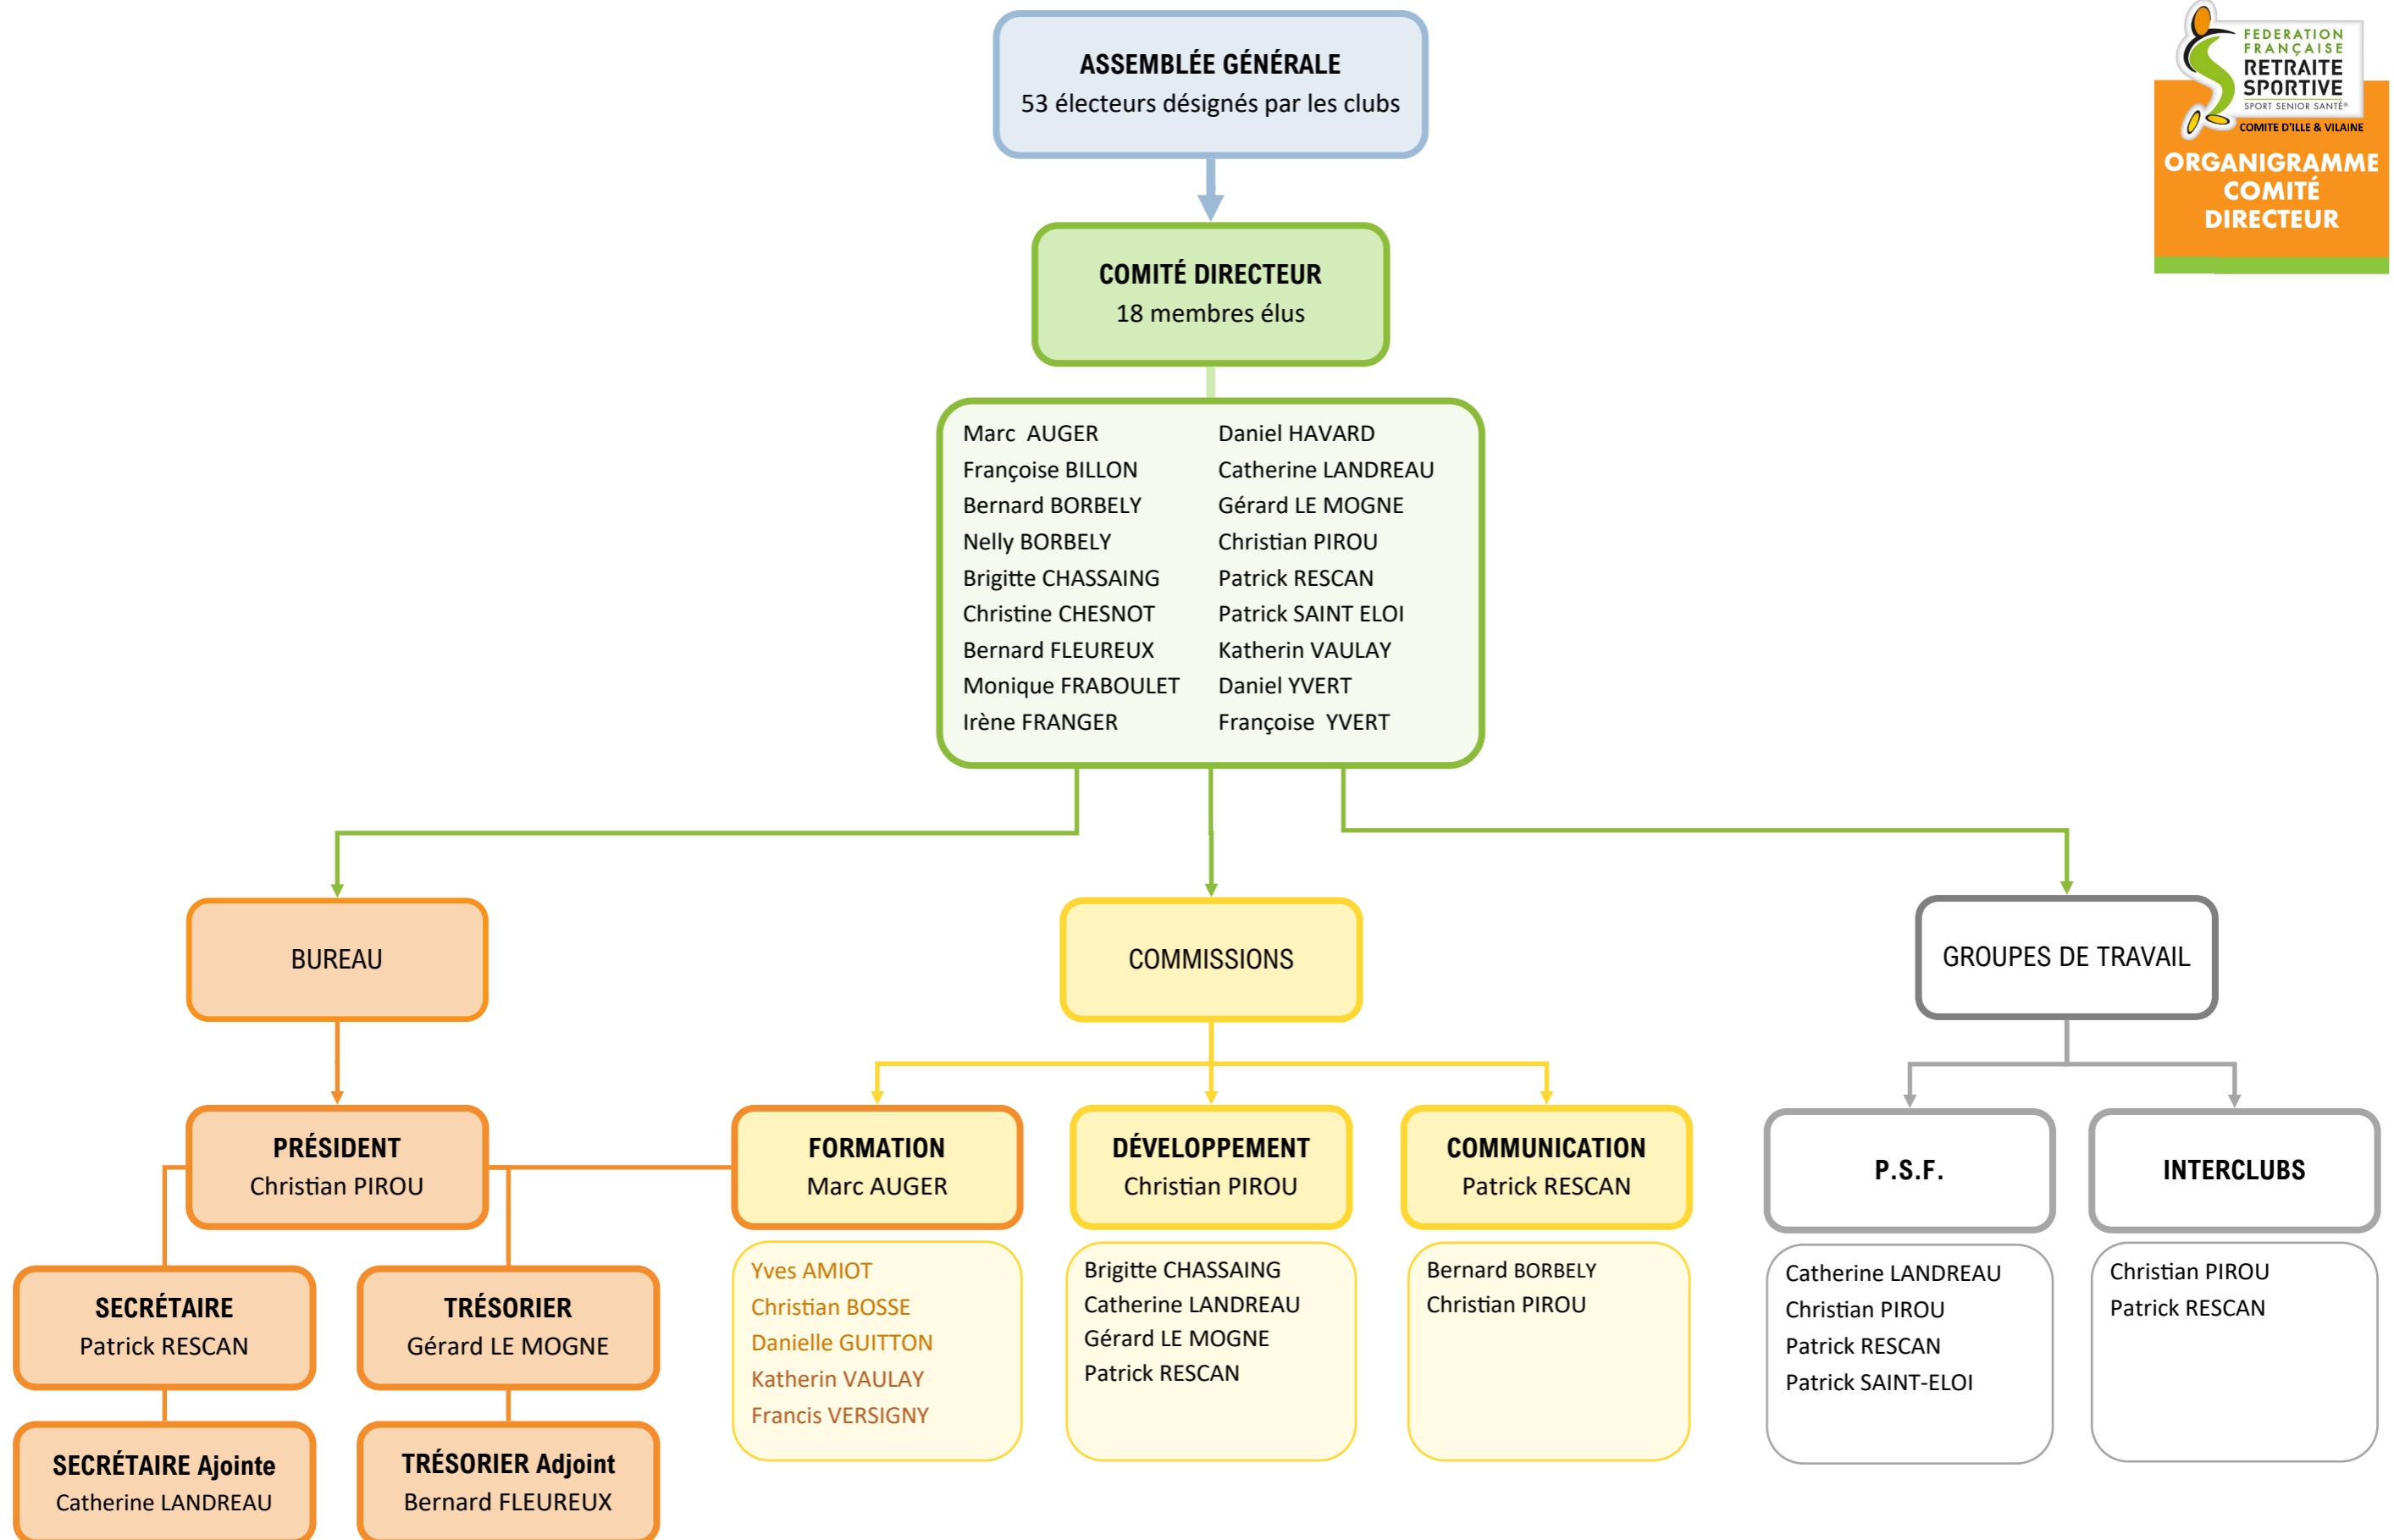 ASSEMBLÉE GÉNÉRALE
53 électeurs désignés par les clubs
FEDERATION
FRANÇAISE
RETRAITE
SPORTIVE
SPORT SENIOR SANTÉ®
COMITE D'ILLE & VILAINE
ORGANIGRAMME
COMITÉ
DIRECTEUR
COMITÉ DIRECTEUR
18 membres élus
Marc AUGER
Françoise BILLON
Bernard BORBELY
Nelly BORBELY
Brigitte CHASSAING
Christine CHESNOT
Bernard FLEUREUX
Monique FRABOULET
Irène FRANGER
Daniel HAVARD
Catherine LANDREAU
Gérard LE MOGNE
Christian PIROU
Patrick RESCAN
Patrick SAINT ELOI
Katherin VAULAY
Daniel YVERT
Françoise YVERT
BUREAU
COMMISSIONS
GROUPES DE TRAVAIL
PRÉSIDENT
Christian PIROU
SECRÉTAIRE
Patrick RESCAN
TRÉSORIER
Gérard LE MOGNE
SECRÉTAIRE Ajointe
Catherine LANDREAU
TRÉSORIER Adjoint
Bernard FLEUREUX
FORMATION
Marc AUGER
Yves AMIOT
Christian BOSSE
Danielle GUITTON
Katherin VAULAY
Francis VERSIGNY
DÉVELOPPEMENT
Christian PIROU
Brigitte CHASSAING
Catherine LANDREAU
Gérard LE MOGNE
Patrick RESCAN
COMMUNICATION
Patrick RESCAN
Bernard BORBELY
Christian PIROU
P.S.F.
Catherine LANDREAU
Christian PIROU
Patrick RESCAN
Patrick SAINT-ELOI
INTERCLUBS
Christian PIROU
Patrick RESCAN